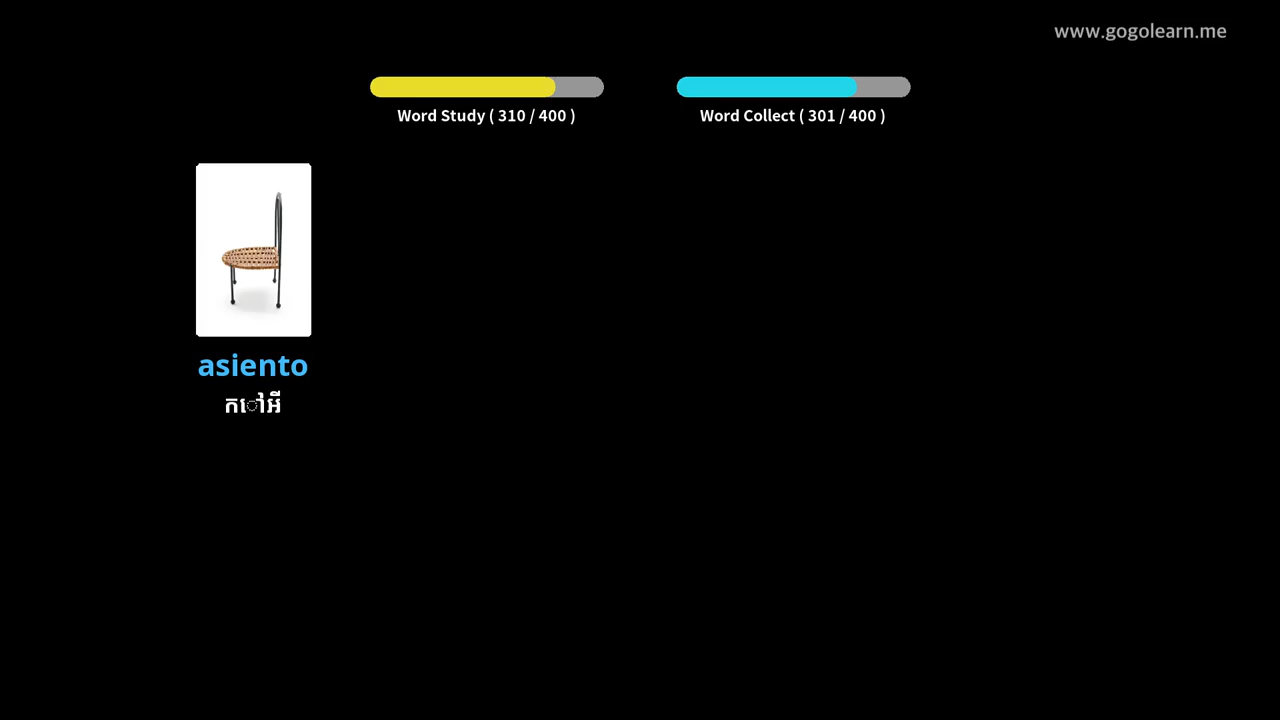 www.gogolearn.me
Word Study ( 310 / 400 )
Word Collect ( 301 / 400 )
asiento
កៅអី